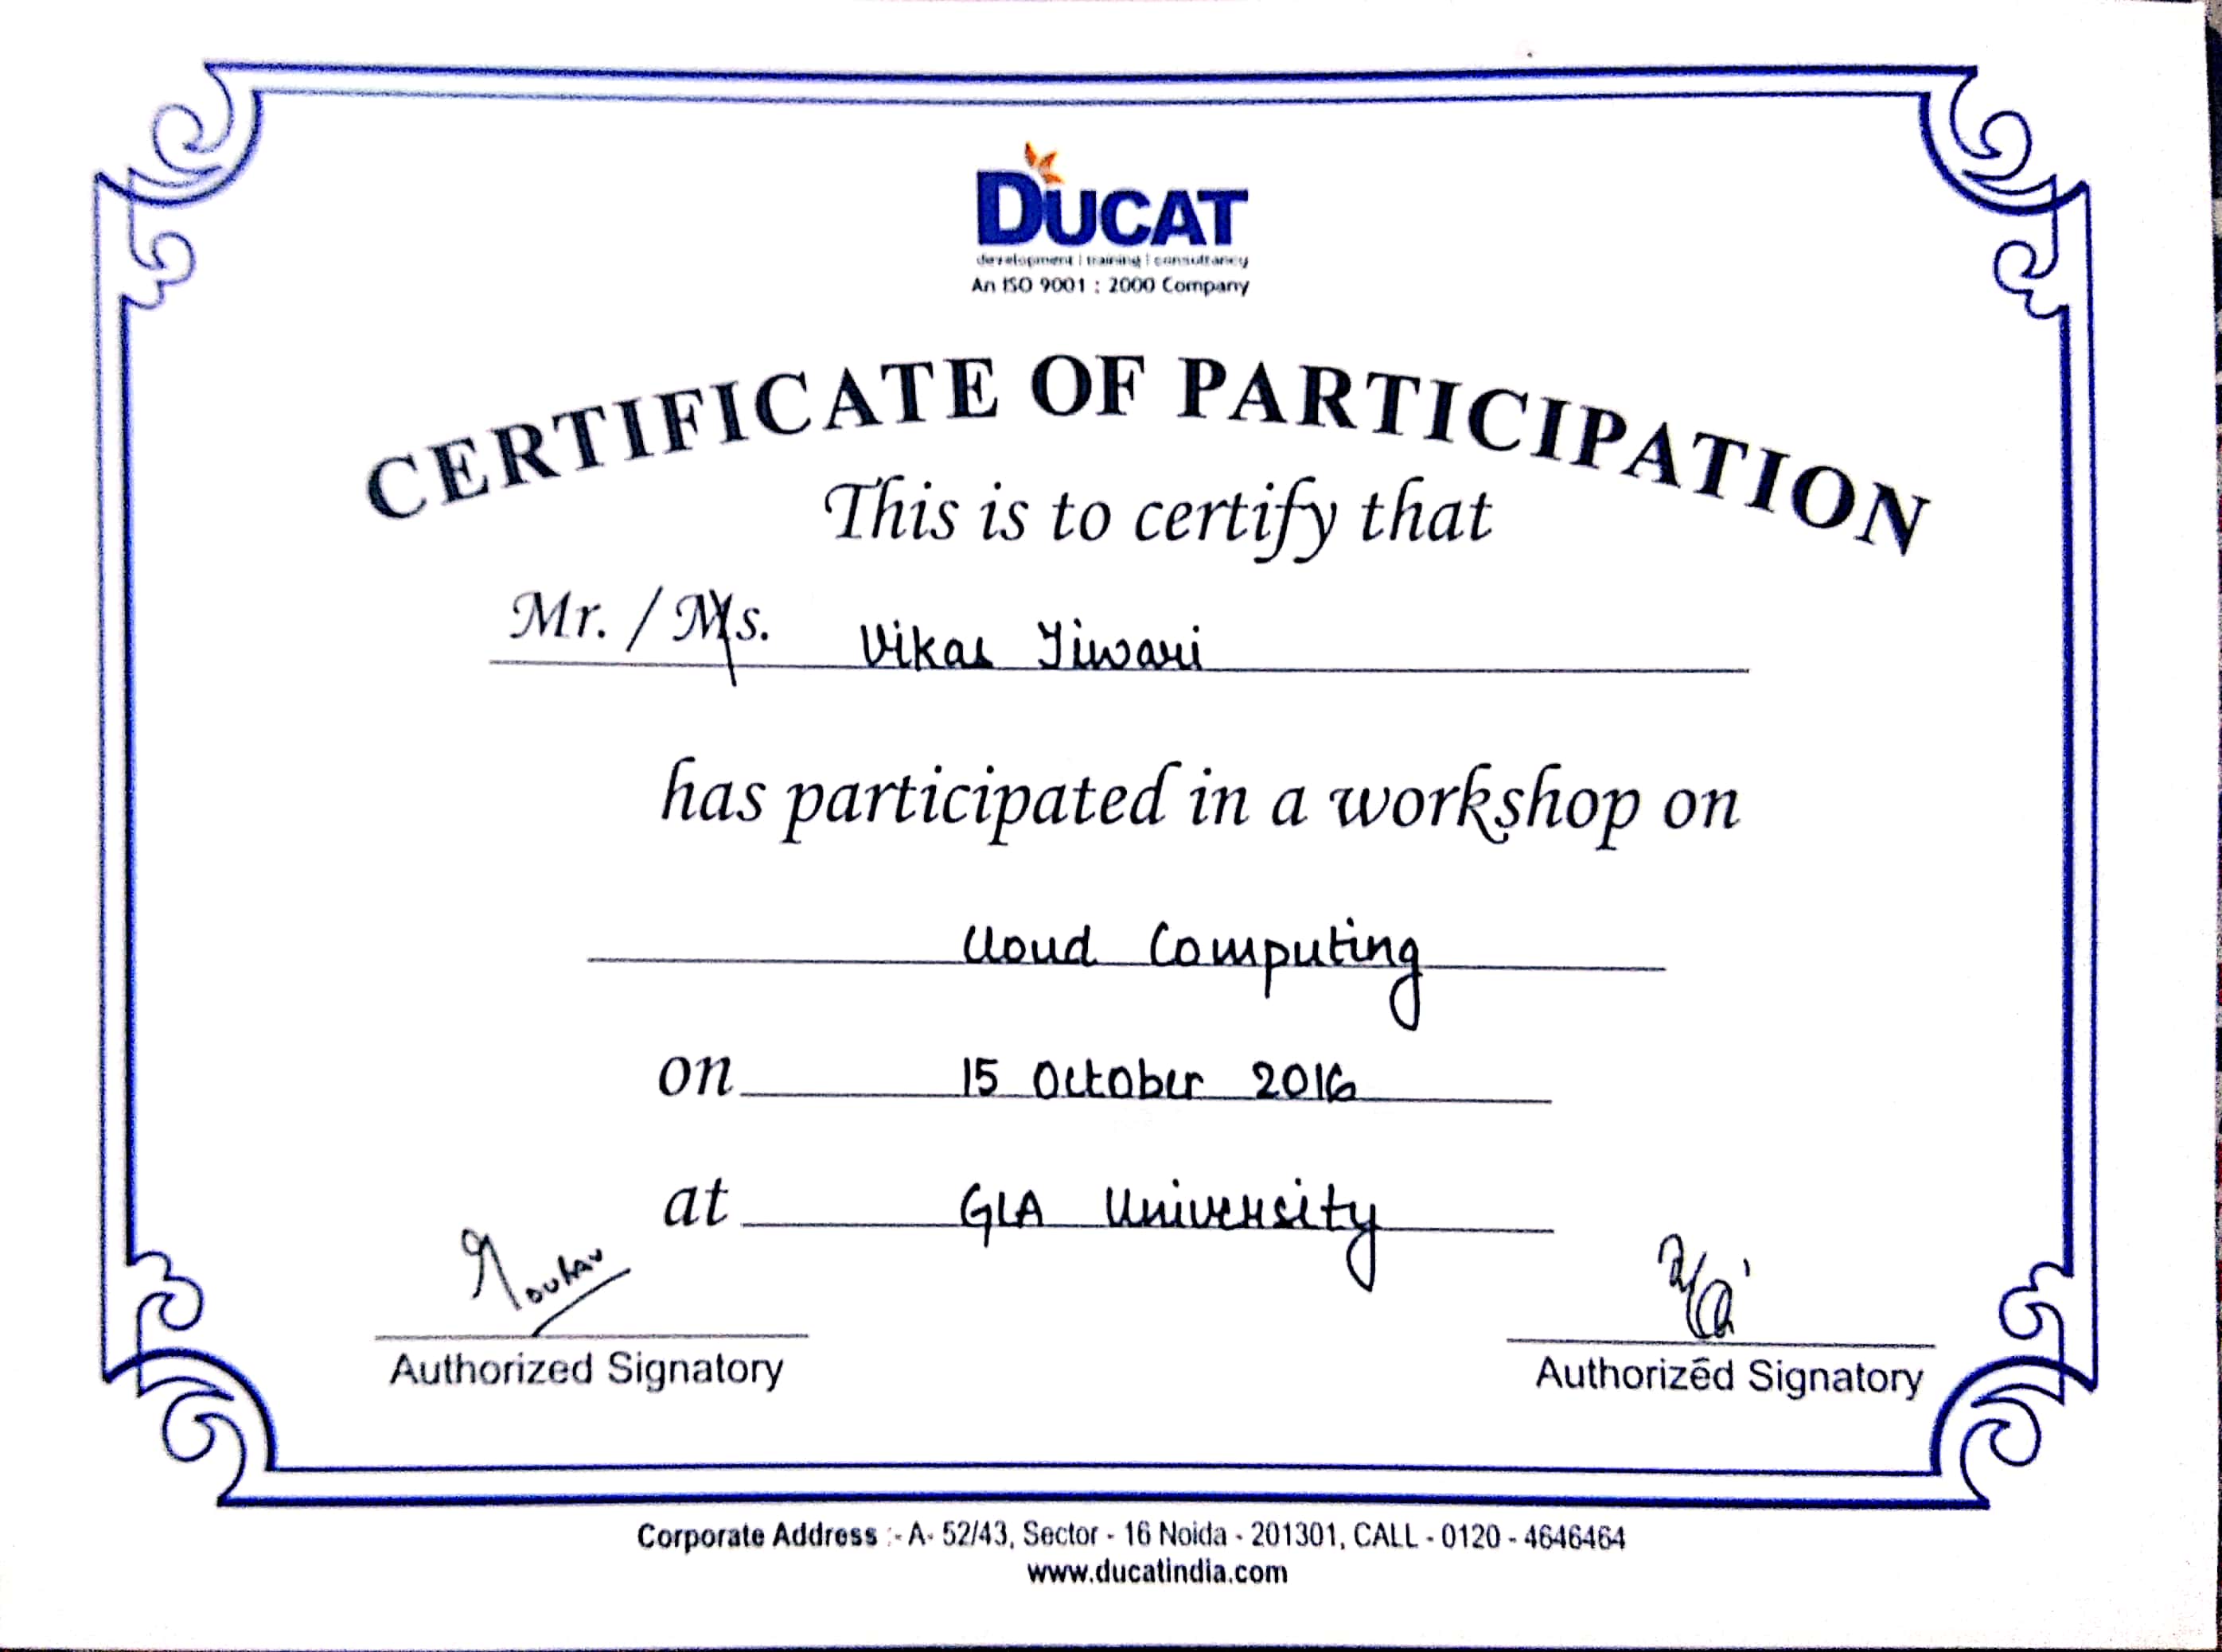 DUCAT
development | training | consultancy
An ISO 9001 : 2000 Company
CERTIFICATE OF PARTICIPATION
This is to certify that
Mr. / Ms. Vikas Tiwari
has participated in a workshop on
Cloud Computing
on 15 October 2016
at GLA University
Authorized Signatory
Authorized Signatory
Corporate Address :- A- 52/43, Sector - 16 Noida - 201301, CALL - 0120 - 4646464
www.ducatindia.com